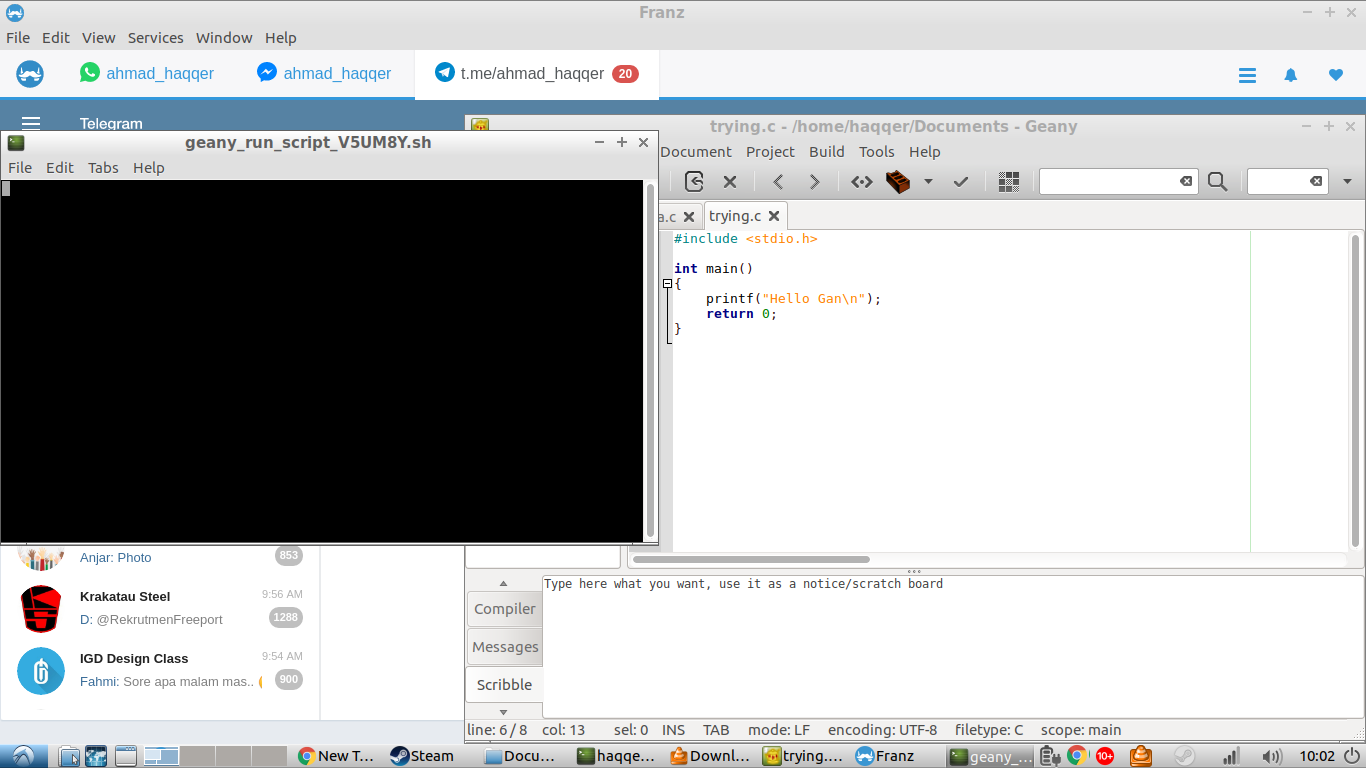 Franz
File Edit View Services Window Help
ahmad_haqqer ahmad_haqqer t.me/ahmad_haqqer 20
Telegram
geany_run_script_V5UM8Y.sh
File Edit Tabs Help
trying.c - /home/haqqer/Documents - Geany
Document Project Build Tools Help
a.c trying.c
#include <stdio.h>
int main()
{
printf("Hello Gan\n");
return 0;
}
Anjar: Photo 853
Krakatau Steel 9:56 AM
D: @RekrutmenFreeport 1288
IGD Design Class 9:54 AM
Fahmi: Sore apa malam mas.. 900
Type here what you want, use it as a notice/scratch board
Compiler
Messages
Scribble
line: 6 / 8 col: 13 sel: 0 INS TAB mode: LF encoding: UTF-8 filetype: C scope: main
New T... Steam Docu... haqqe... Downl... trying.... Franz geany_... 10+ 10:02